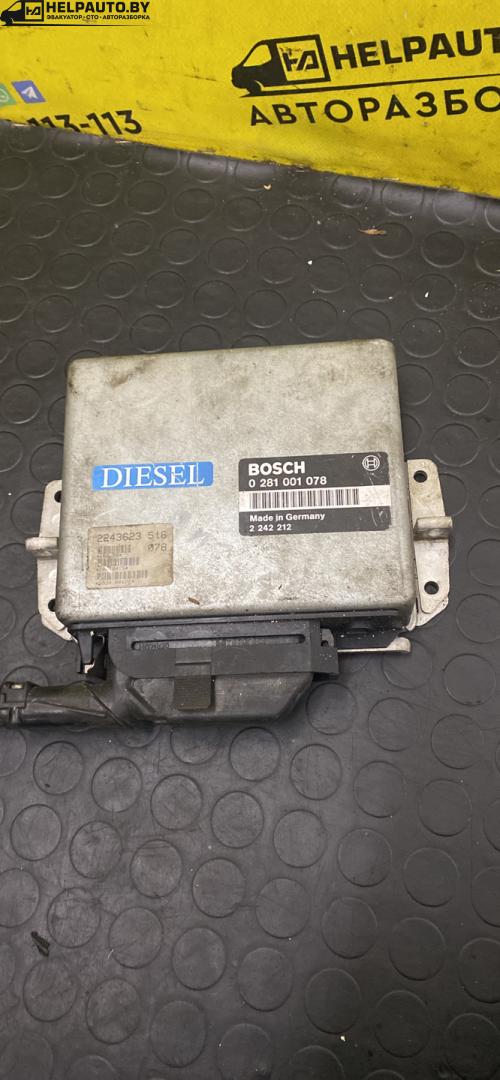 HELPAUTO.BY
ЭВАКУАТОР • СТО • АВТОРАЗБОРКА
HELPAUTO
АВТОРАЗБО
113-113
DIESEL
BOSCH
0 281 001 078
Made in Germany
2 242 212
2243623 516
078